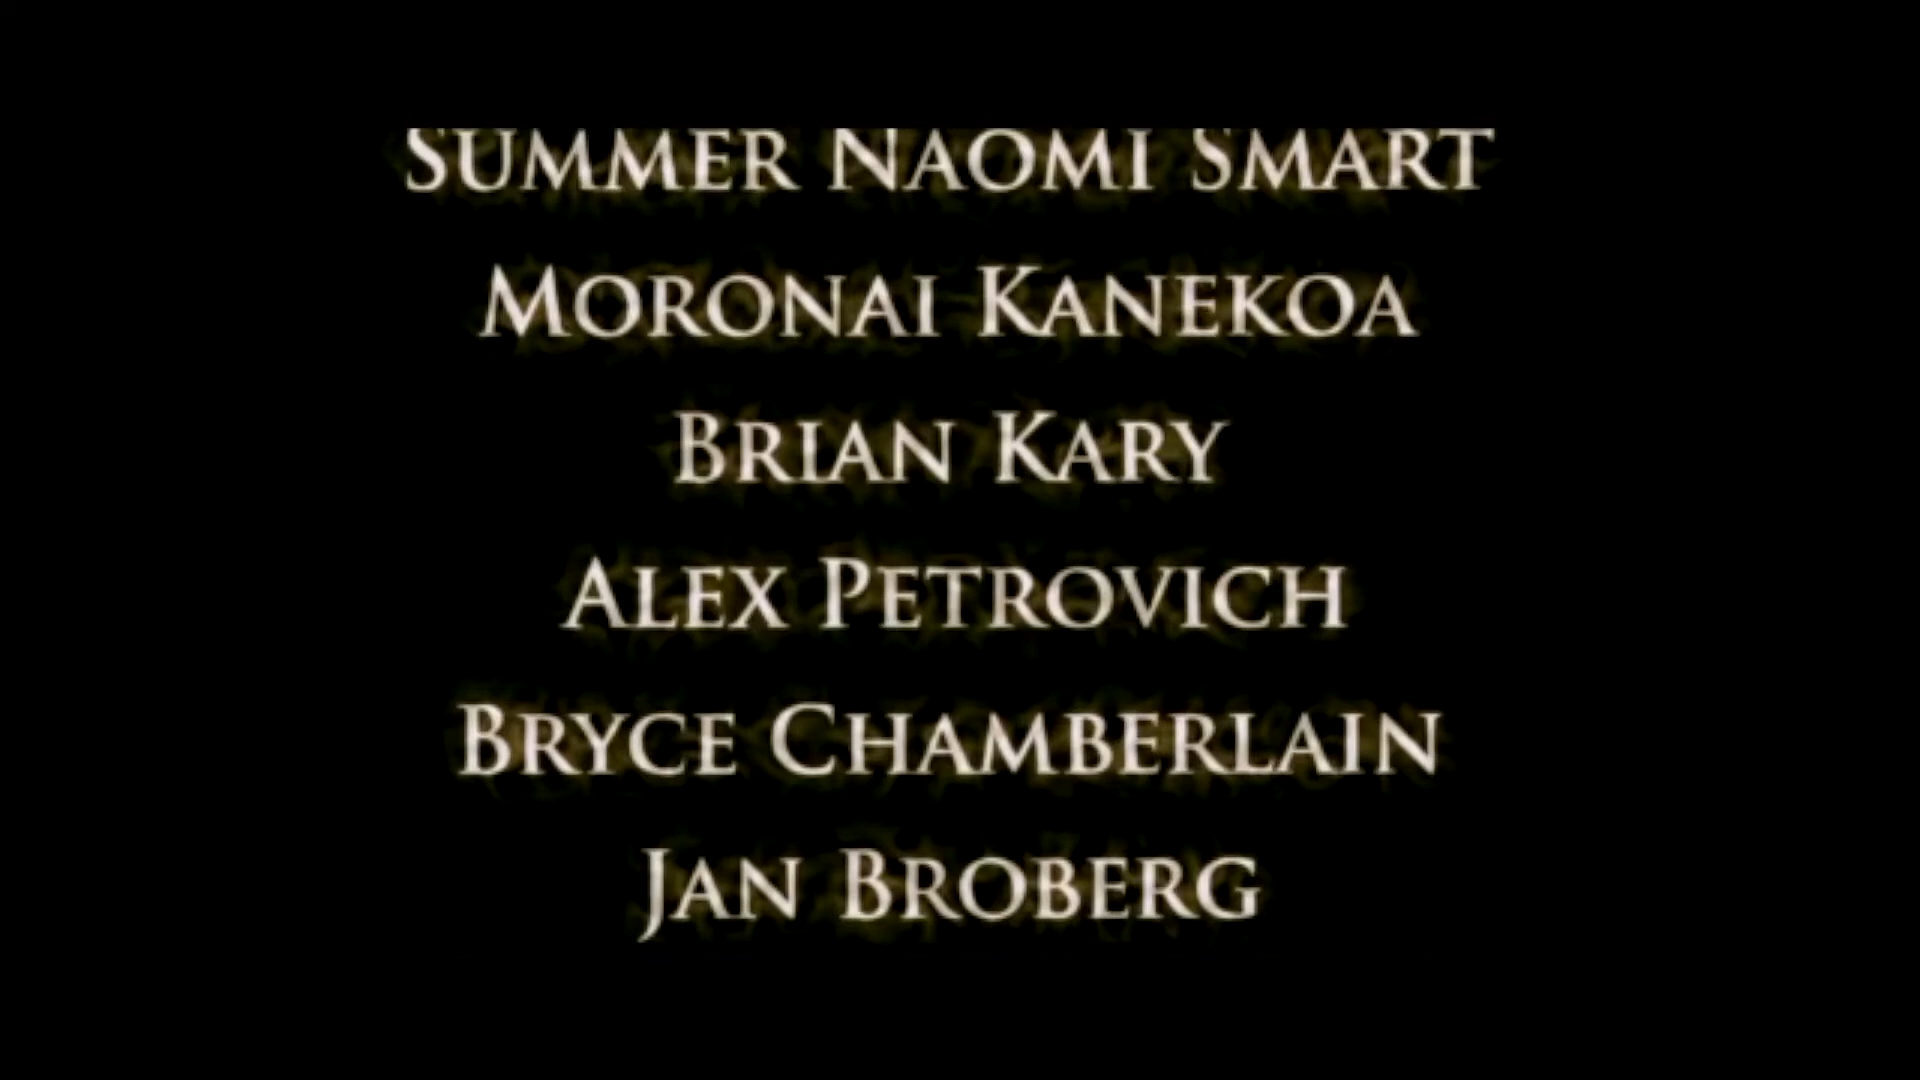 SUMMER NAOMI SMART
MORONAI KANEKOA
BRIAN KARY
ALEX PETROVICH
BRYCE CHAMBERLAIN
JAN BROBERG